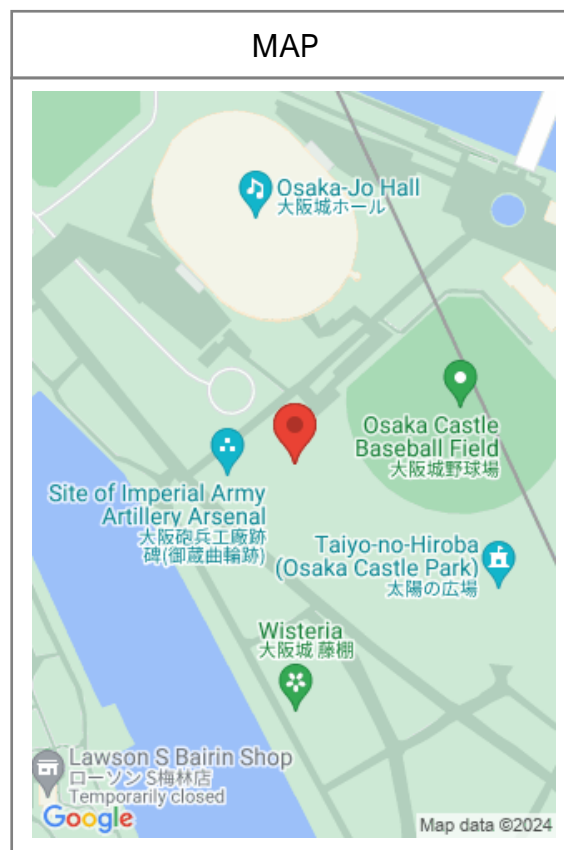 MAP
Osaka-Jo Hall
大阪城ホール
Osaka Castle
Baseball Field
大阪城野球場
Site of Imperial Army
Artillery Arsenal
大阪砲兵工廠跡
碑(御蔵曲輪跡)
Taiyo-no-Hiroba
(Osaka Castle Park)
太陽の広場
Wisteria
大阪城 藤棚
Lawson S Bairin Shop
ローソン S梅林店
Temporarily closed
Google
Map data ©2024